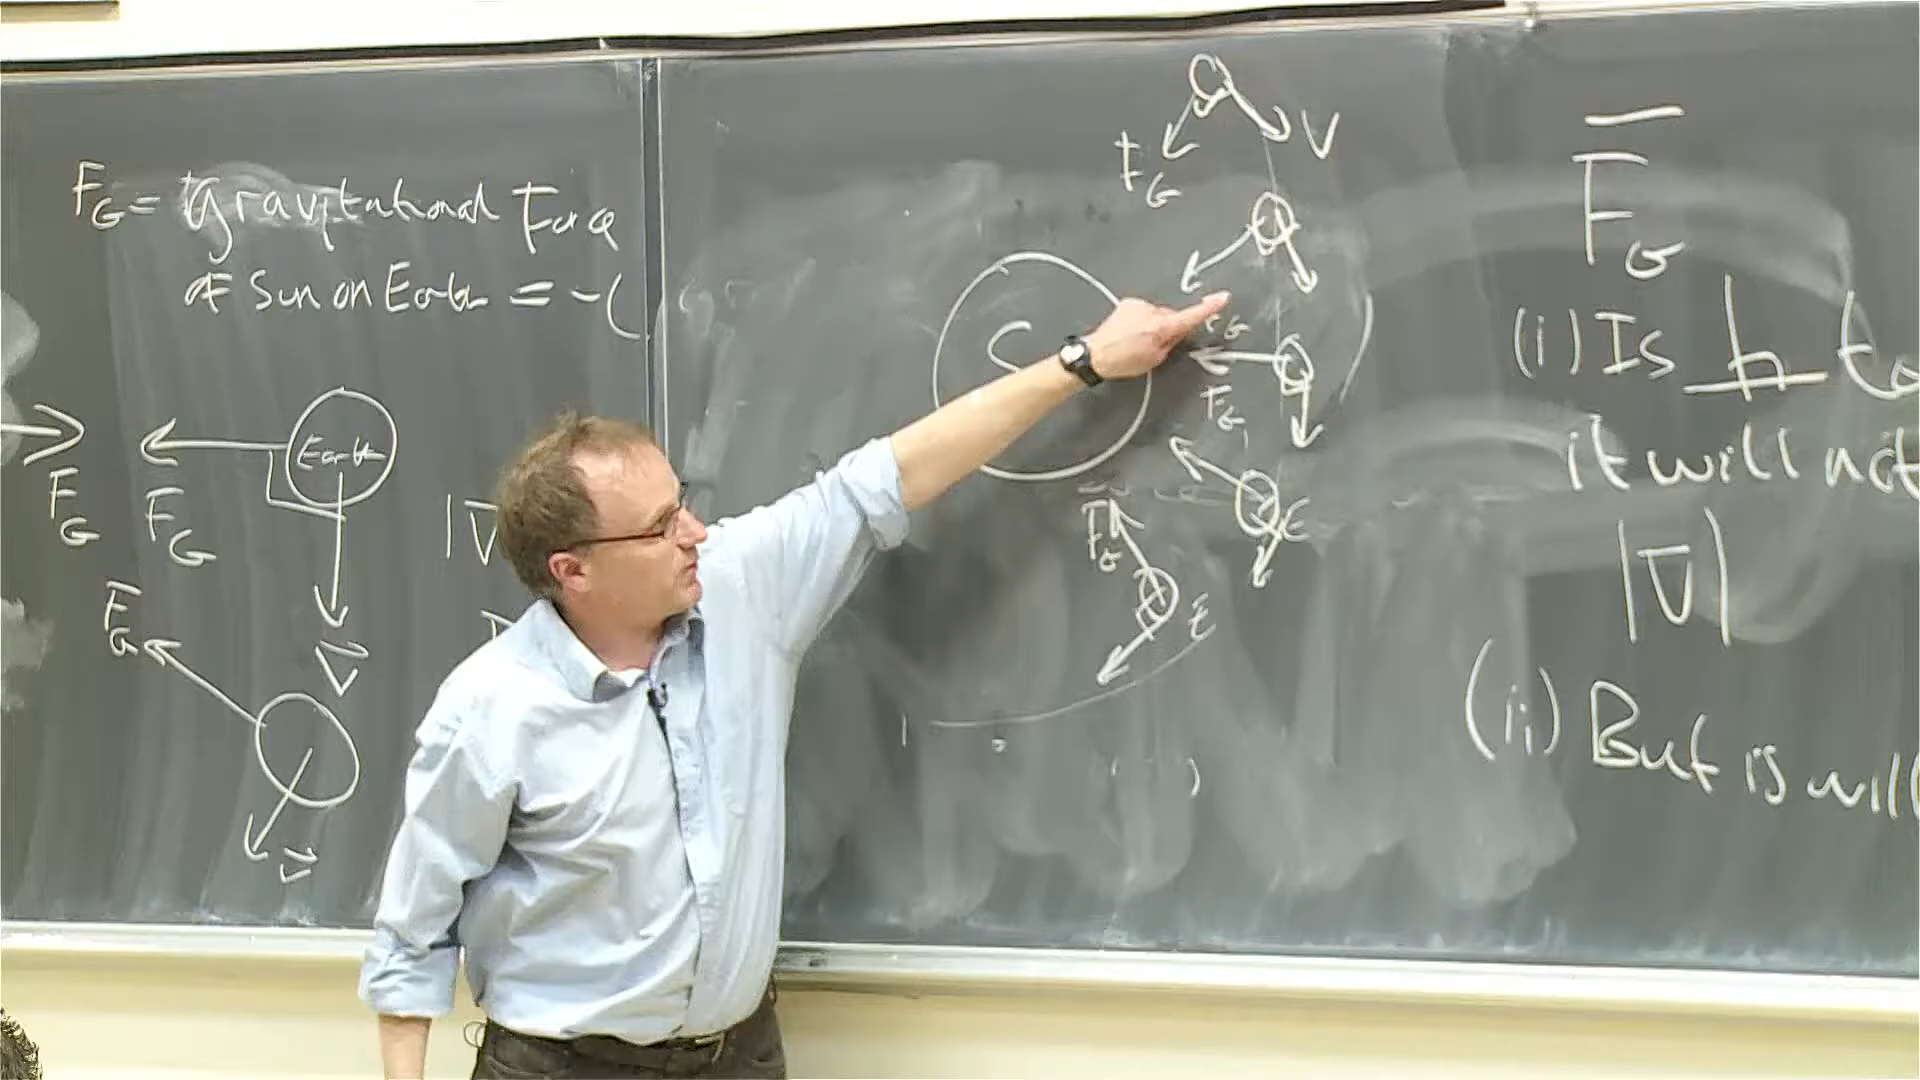 F_G = gravitational Force
of Sun on Earth = - (
F_G
F_G
Earth
V
|V
F_G
V
S
F_G
V
F_G
F_G
E
F_G
E
F_G
(i) Is h to
it will not
|V|
(ii) But is will